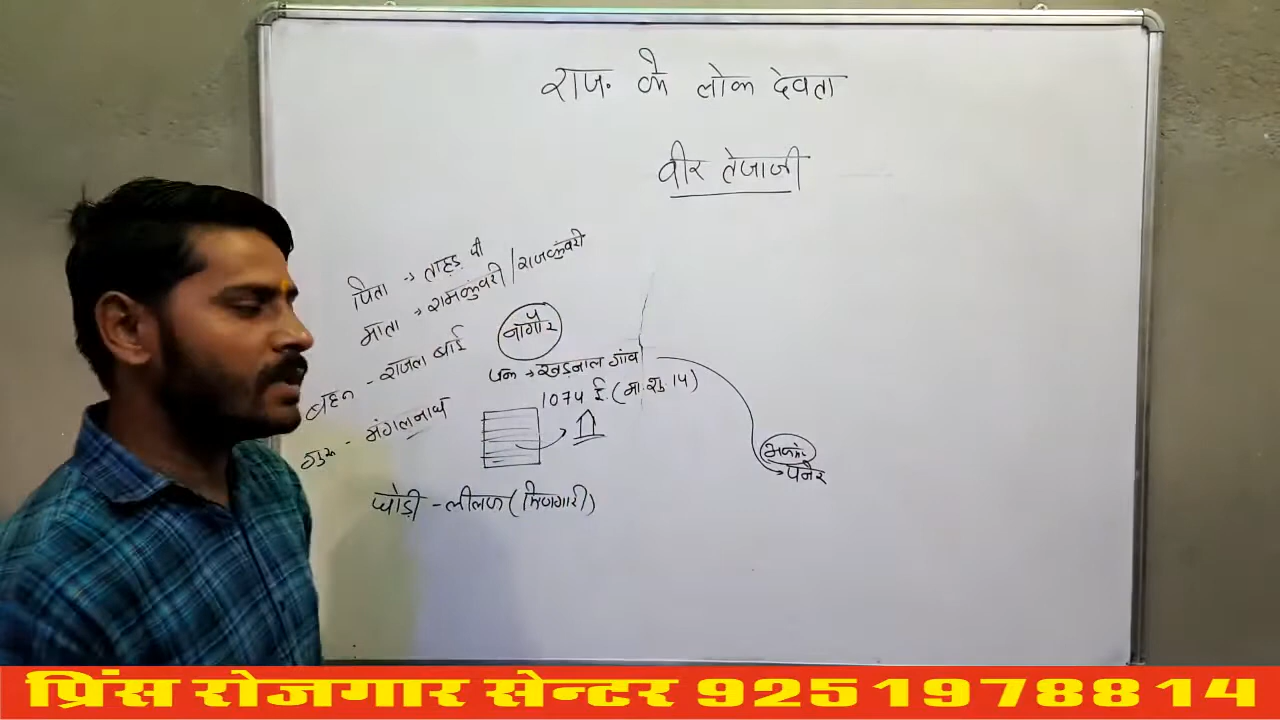 राज. के लोक देवता
वीर तेजाजी
पिता → ताहड़ जी
माता → रामकुंवरी / राजकुंवरी
बहन - राजल बाई
गुरु - मंगलनाथ
नागौर
जन्म → खड़नाल गांव
1074 ई. (मा. शु. 14)
पनेर
घोड़ी - लीलण (सिणगारी)
प्रिंस रोजगार सेन्टर 9251978814